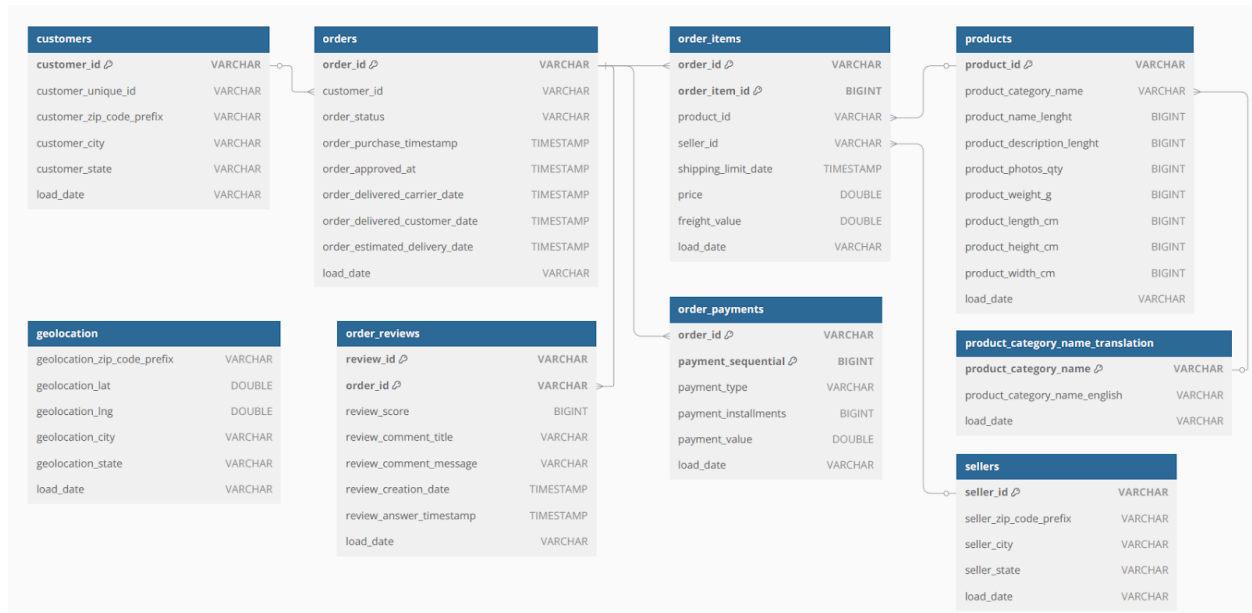 customers
customer_id VARCHAR
customer_unique_id VARCHAR
customer_zip_code_prefix VARCHAR
customer_city VARCHAR
customer_state VARCHAR
load_date VARCHAR
orders
order_id VARCHAR
customer_id VARCHAR
order_status VARCHAR
order_purchase_timestamp TIMESTAMP
order_approved_at TIMESTAMP
order_delivered_carrier_date TIMESTAMP
order_delivered_customer_date TIMESTAMP
order_estimated_delivery_date TIMESTAMP
load_date VARCHAR
order_items
order_id VARCHAR
order_item_id BIGINT
product_id VARCHAR
seller_id VARCHAR
shipping_limit_date TIMESTAMP
price DOUBLE
freight_value DOUBLE
load_date VARCHAR
products
product_id VARCHAR
product_category_name VARCHAR
product_name_lenght BIGINT
product_description_lenght BIGINT
product_photos_qty BIGINT
product_weight_g BIGINT
product_length_cm BIGINT
product_height_cm BIGINT
product_width_cm BIGINT
load_date VARCHAR
geolocation
geolocation_zip_code_prefix VARCHAR
geolocation_lat DOUBLE
geolocation_lng DOUBLE
geolocation_city VARCHAR
geolocation_state VARCHAR
load_date VARCHAR
order_reviews
review_id VARCHAR
order_id VARCHAR
review_score BIGINT
review_comment_title VARCHAR
review_comment_message VARCHAR
review_creation_date TIMESTAMP
review_answer_timestamp TIMESTAMP
load_date VARCHAR
order_payments
order_id VARCHAR
payment_sequential BIGINT
payment_type VARCHAR
payment_installments BIGINT
payment_value DOUBLE
load_date VARCHAR
product_category_name_translation
product_category_name VARCHAR
product_category_name_english VARCHAR
load_date VARCHAR
sellers
seller_id VARCHAR
seller_zip_code_prefix VARCHAR
seller_city VARCHAR
seller_state VARCHAR
load_date VARCHAR